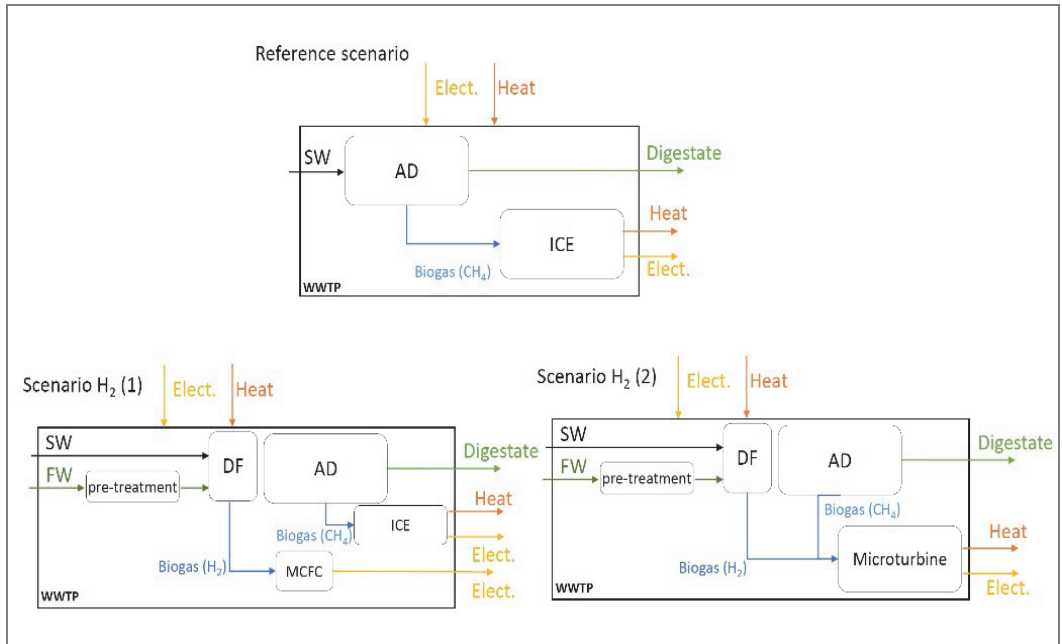 Reference scenario
Elect.
Heat
SW
AD
Digestate
ICE
Heat
Biogas (CH₄)
Elect.
WWTP
Scenario H₂ (1)
Elect.
Heat
SW
FW
pre-treatment
DF
AD
Digestate
Biogas (CH₄)
ICE
Heat
Elect.
Biogas (H₂)
MCFC
Elect.
WWTP
Scenario H₂ (2)
Elect.
Heat
SW
FW
pre-treatment
DF
AD
Digestate
Biogas (CH₄)
Biogas (H₂)
Microturbine
Heat
Elect.
WWTP